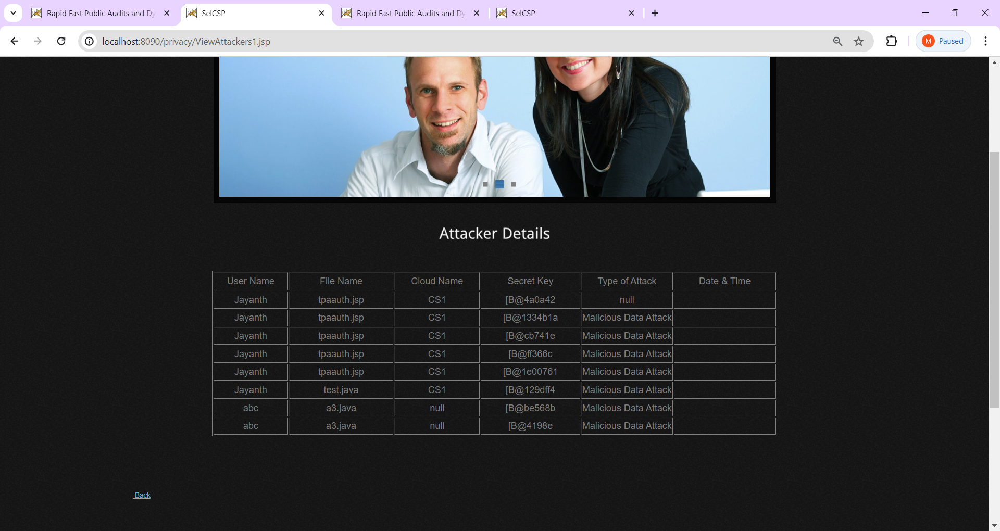 Rapid Fast Public Audits and Dy
SelCSP
Rapid Fast Public Audits and Dy
SelCSP
localhost:8090/privacy/ViewAttackers1.jsp
M Paused
Attacker Details
User Name File Name Cloud Name Secret Key Type of Attack Date & Time
Jayanth tpaauth.jsp CS1 [B@4a0a42 null
Jayanth tpaauth.jsp CS1 [B@1334b1a Malicious Data Attack
Jayanth tpaauth.jsp CS1 [B@cb741e Malicious Data Attack
Jayanth tpaauth.jsp CS1 [B@ff366c Malicious Data Attack
Jayanth tpaauth.jsp CS1 [B@1e00761 Malicious Data Attack
Jayanth test.java CS1 [B@129dff4 Malicious Data Attack
abc a3.java null [B@be568b Malicious Data Attack
abc a3.java null [B@4198e Malicious Data Attack
Back